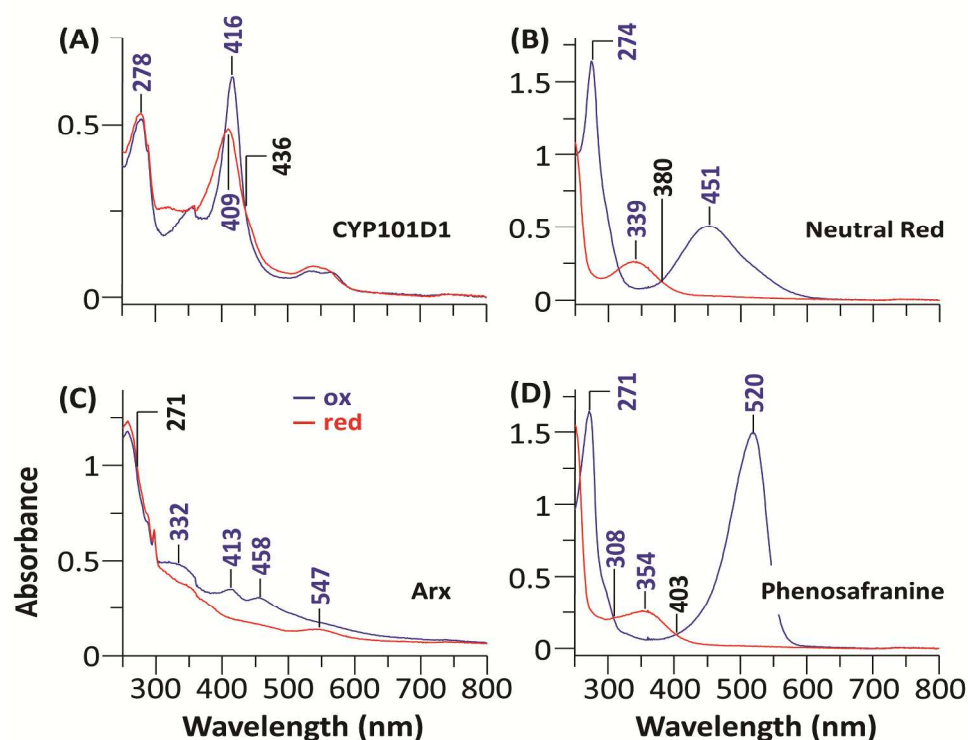 (A)
416
278
0.5
436
409
CYP101D1
0
(B)
274
1.5
1
380
451
339
0.5
Neutral Red
0
(C)
ox
red
271
1
332
413
458
547
0.5
Arx
0
300 400 500 600 700 800
Wavelength (nm)
Absorbance
(D)
271
520
1.5
1
308
354
403
0.5
Phenosafranine
0
300 400 500 600 700 800
Wavelength (nm)